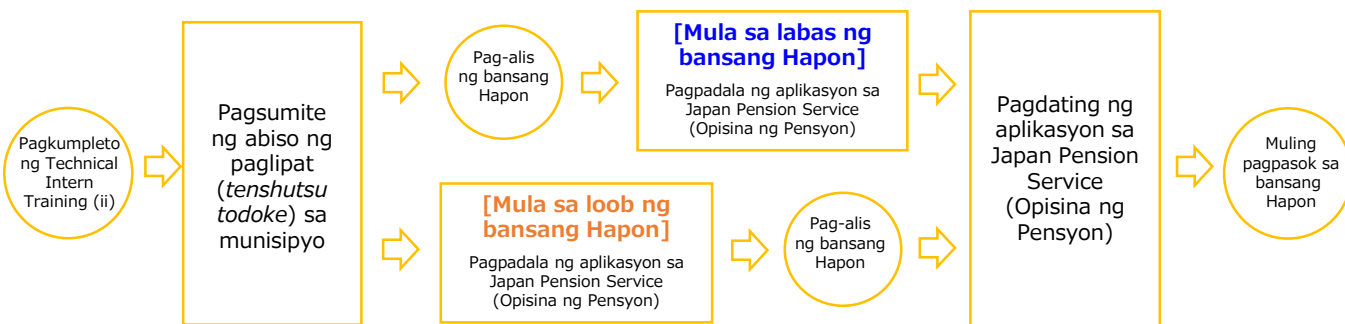 Pagkumpleto
ng Technical
Intern
Training (ii)
Pagsumite
ng abiso ng
paglipat
(tenshutsu
todoke) sa
munisipyo
Pag-alis
ng bansang
Hapon
[Mula sa labas ng
bansang Hapon]
Pagpadala ng aplikasyon sa
Japan Pension Service
(Opisina ng Pensyon)
[Mula sa loob ng
bansang Hapon]
Pagpadala ng aplikasyon sa
Japan Pension Service
(Opisina ng Pensyon)
Pag-alis
ng bansang
Hapon
Pagdating ng
aplikasyon sa
Japan Pension
Service
(Opisina ng
Pensyon)
Muling
pagpasok sa
bansang
Hapon